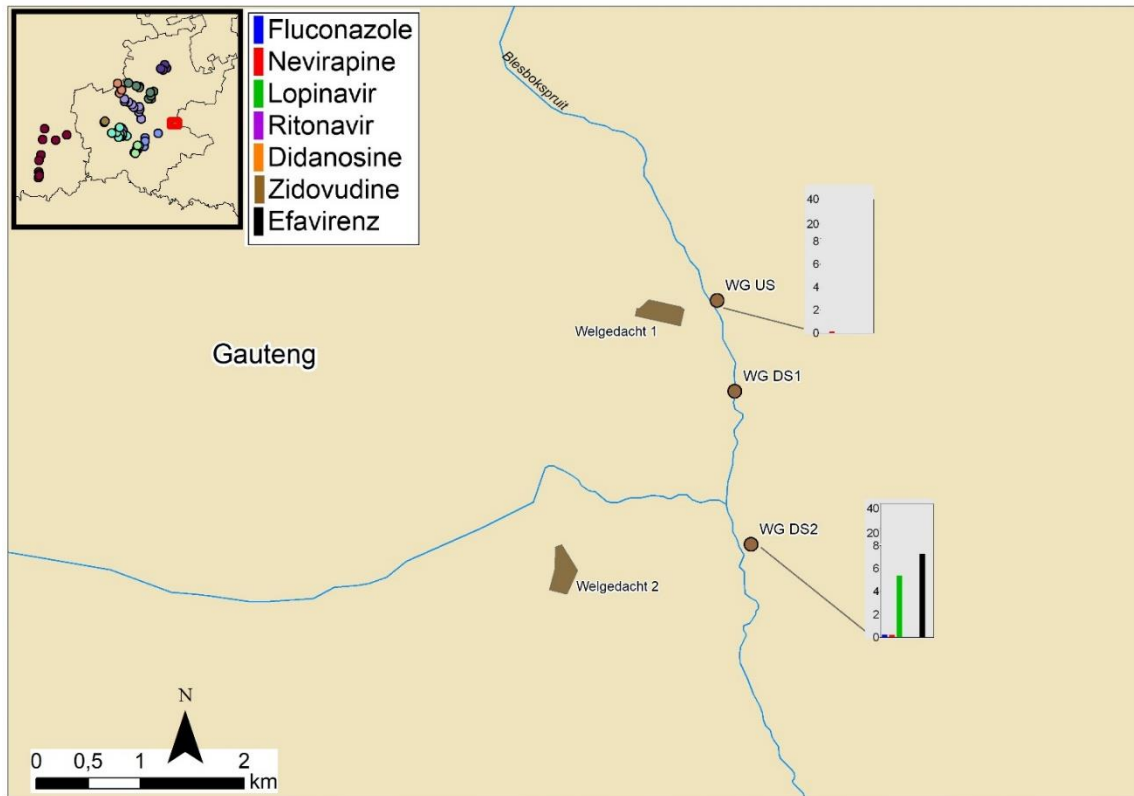 Fluconazole
Nevirapine
Lopinavir
Ritonavir
Didanosine
Zidovudine
Efavirenz
Blesbokspruit
40
20
8
6
4
2
0
WG US
Welgedacht 1
Gauteng
WG DS1
WG DS2
Welgedacht 2
40
20
8
6
4
2
0
N
0 0,5 1 2
km